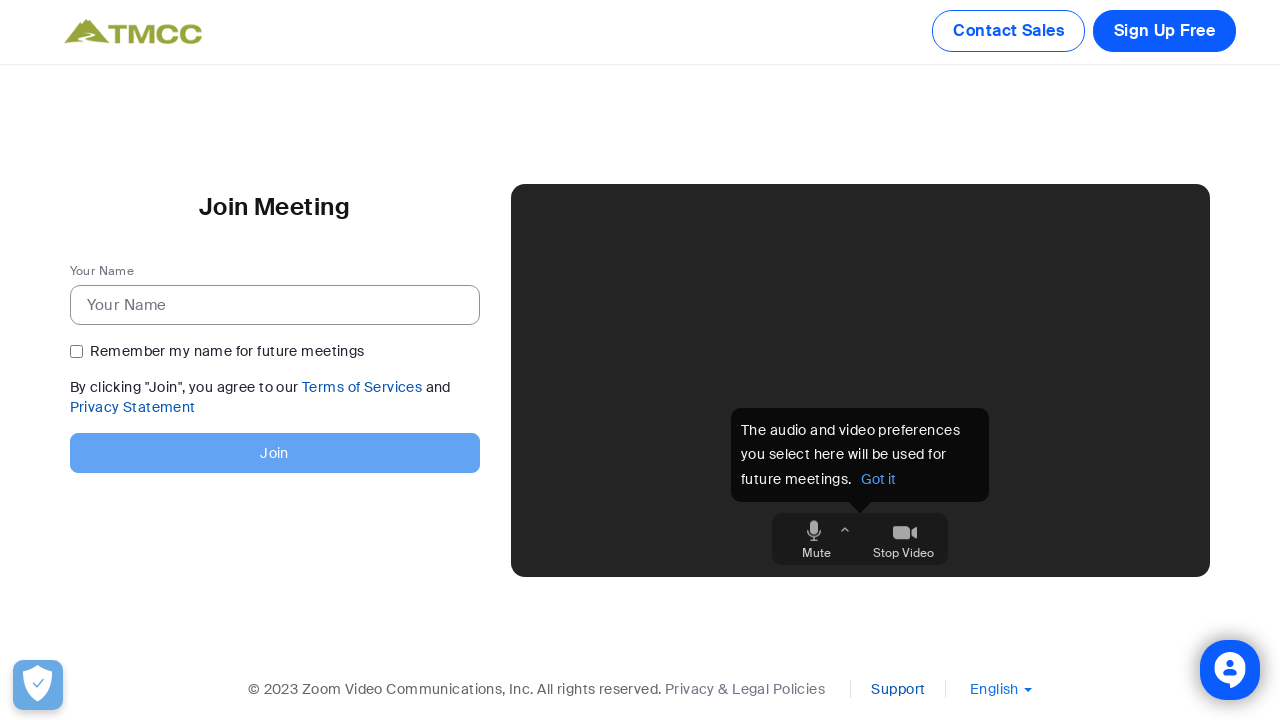 TMCC
Contact Sales
Sign Up Free
Join Meeting
Your Name
Your Name
Remember my name for future meetings
By clicking "Join", you agree to our Terms of Services and
Privacy Statement
Join
The audio and video preferences
you select here will be used for
future meetings. Got it
Mute
Stop Video
© 2023 Zoom Video Communications, Inc. All rights reserved. Privacy & Legal Policies
Support
English